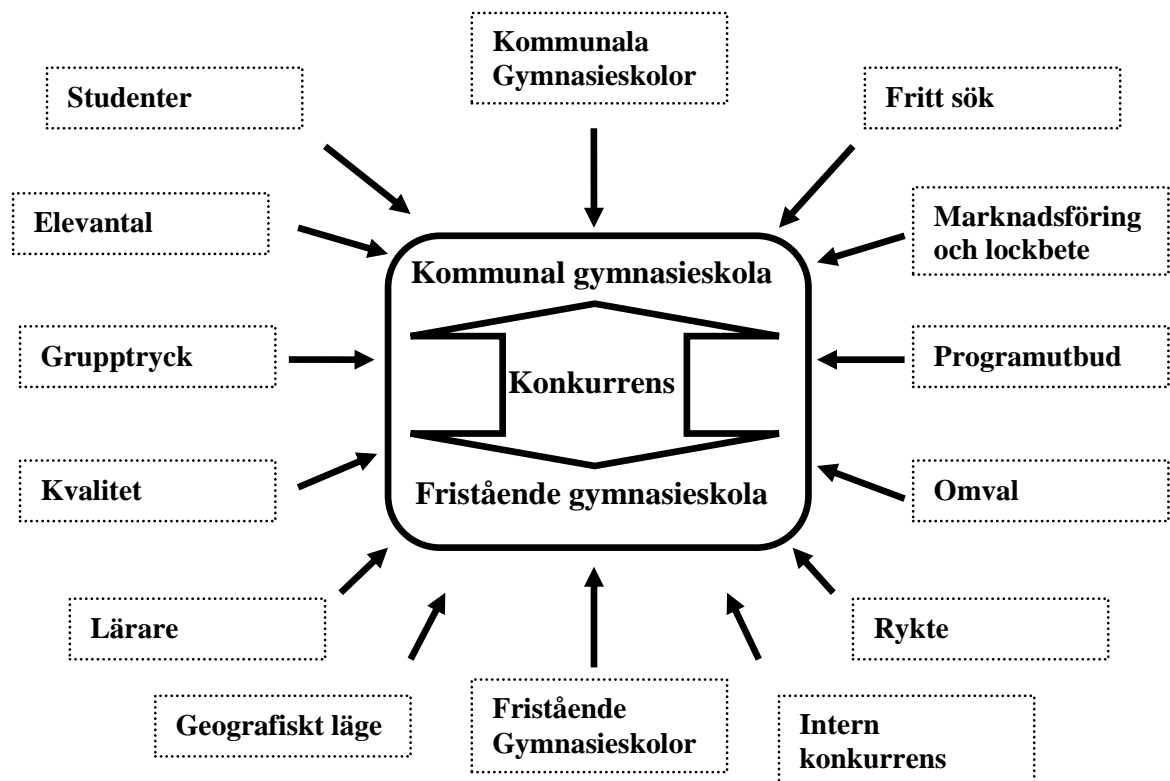 Kommunala
Gymnasieskolor
Studenter
Fritt sök
Elevantal
Marknadsföring
och lockbete
Kommunal gymnasieskola
Grupptryck
Konkurrens
Programutbud
Kvalitet
Fristående gymnasieskola
Omval
Lärare
Rykte
Geografiskt läge
Fristående
Gymnasieskolor
Intern
konkurrens